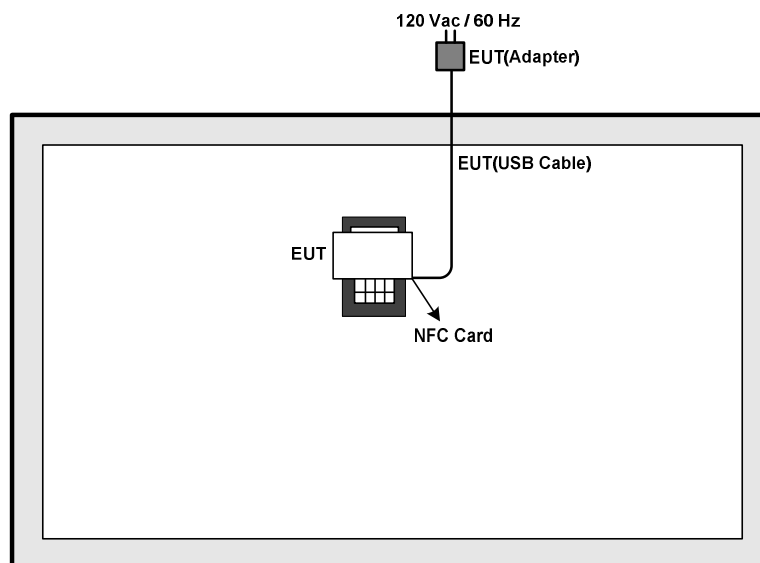 120 Vac / 60 Hz
EUT(Adapter)
EUT(USB Cable)
EUT
NFC Card